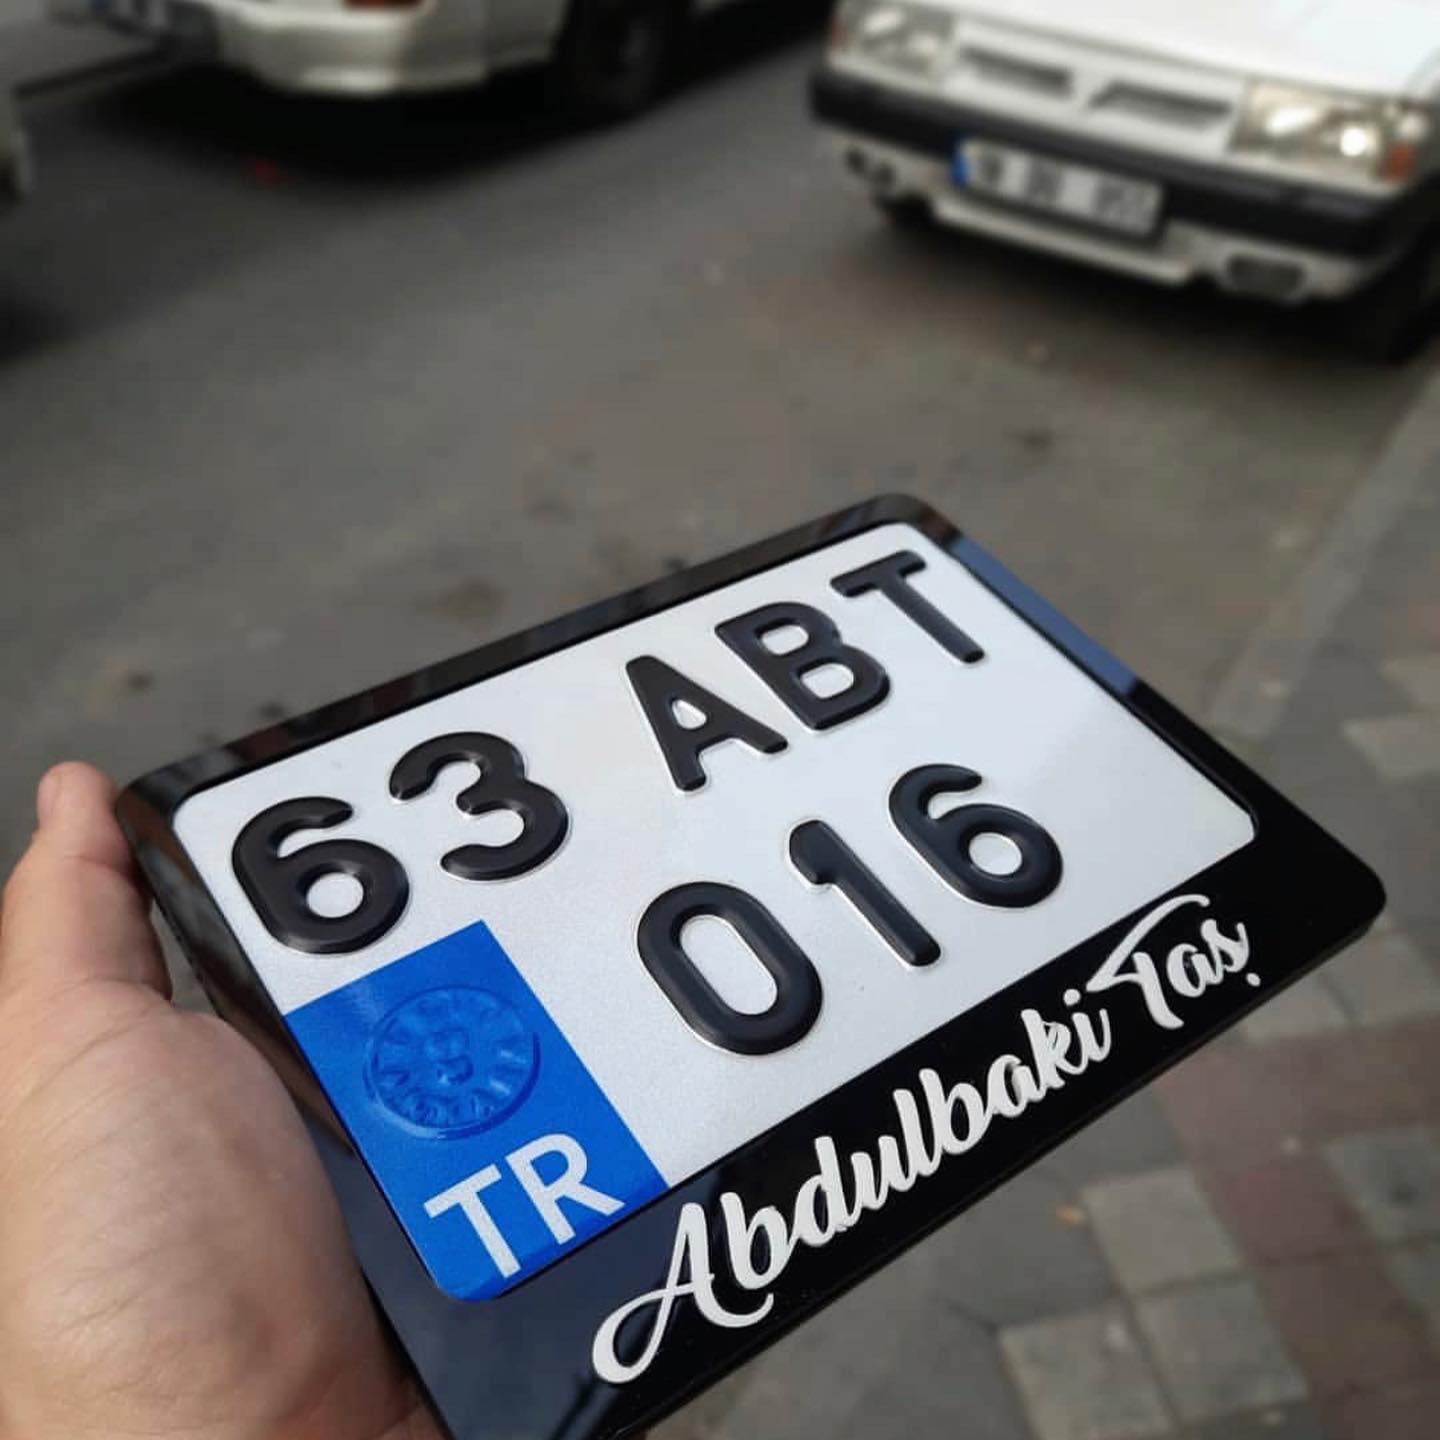 63 ABT
016
TR
Abdulbaki Taş